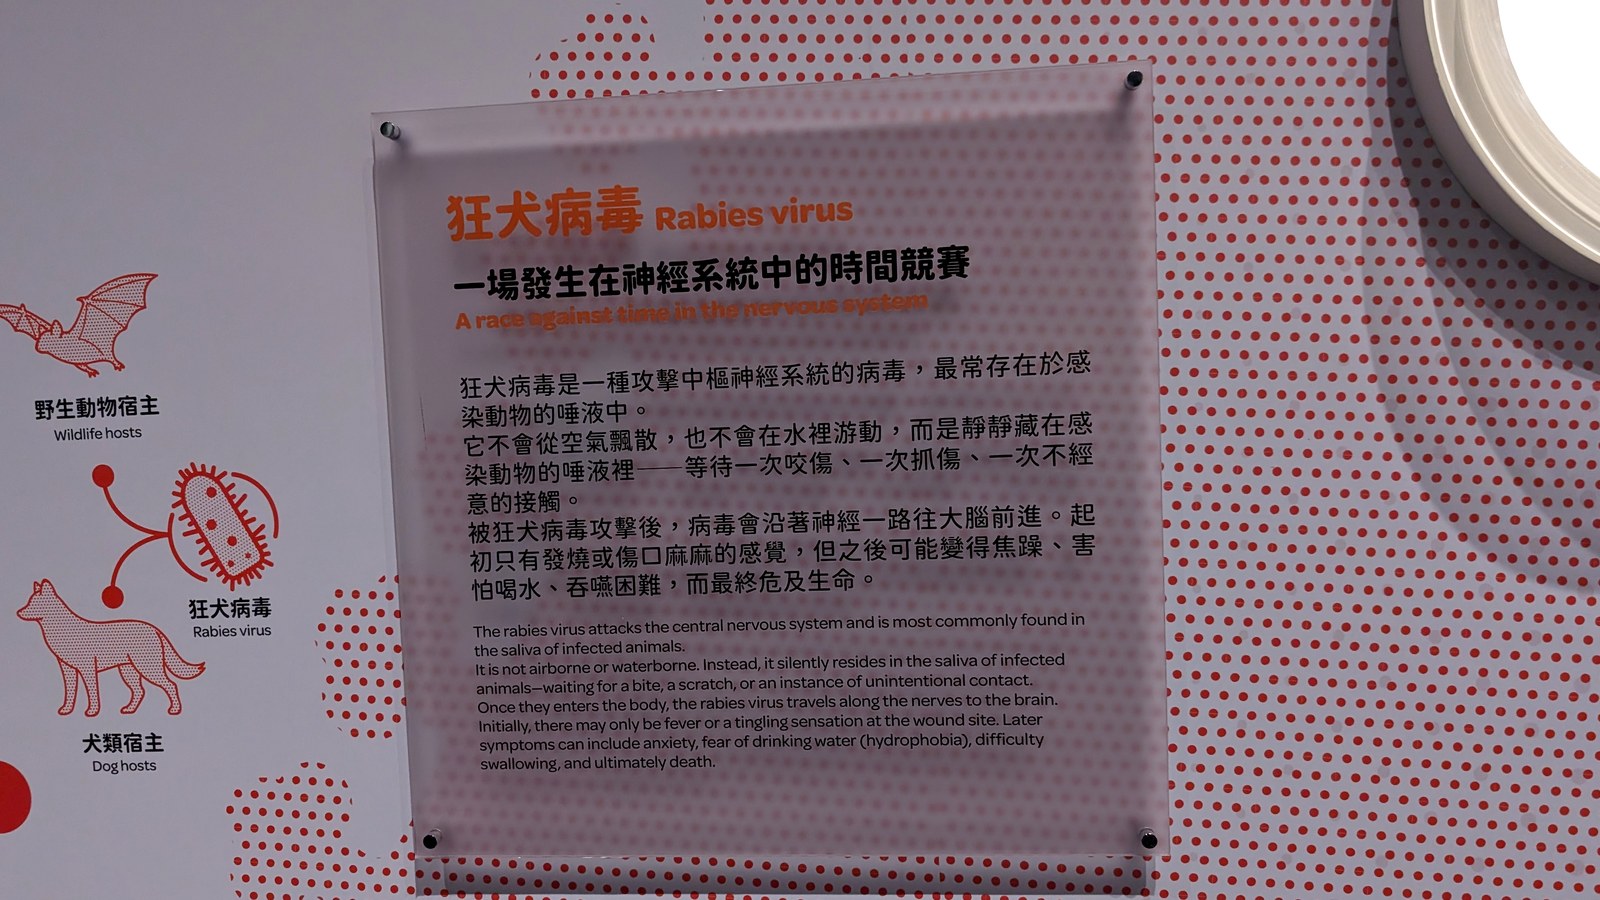 狂犬病毒 Rabies virus
一場發生在神經系統中的時間競賽
A race against time in the nervous system
狂犬病毒是一種攻擊中樞神經系統的病毒，最常存在於感
染動物的唾液中。
它不會從空氣飄散，也不會在水裡游動，而是靜靜藏在感
染動物的唾液裡——等待一次咬傷、一次抓傷、一次不經
意的接觸。
被狂犬病毒攻擊後，病毒會沿著神經一路往大腦前進。起
初只有發燒或傷口麻麻的感覺，但之後可能變得焦躁、害
怕喝水、吞嚥困難，而最終危及生命。
The rabies virus attacks the central nervous system and is most commonly found in
the saliva of infected animals.
It is not airborne or waterborne. Instead, it silently resides in the saliva of infected
animals—waiting for a bite, a scratch, or an instance of unintentional contact.
Once they enters the body, the rabies virus travels along the nerves to the brain.
Initially, there may only be fever or a tingling sensation at the wound site. Later
symptoms can include anxiety, fear of drinking water (hydrophobia), difficulty
swallowing, and ultimately death.
野生動物宿主
Wildlife hosts
狂犬病毒
Rabies virus
犬類宿主
Dog hosts